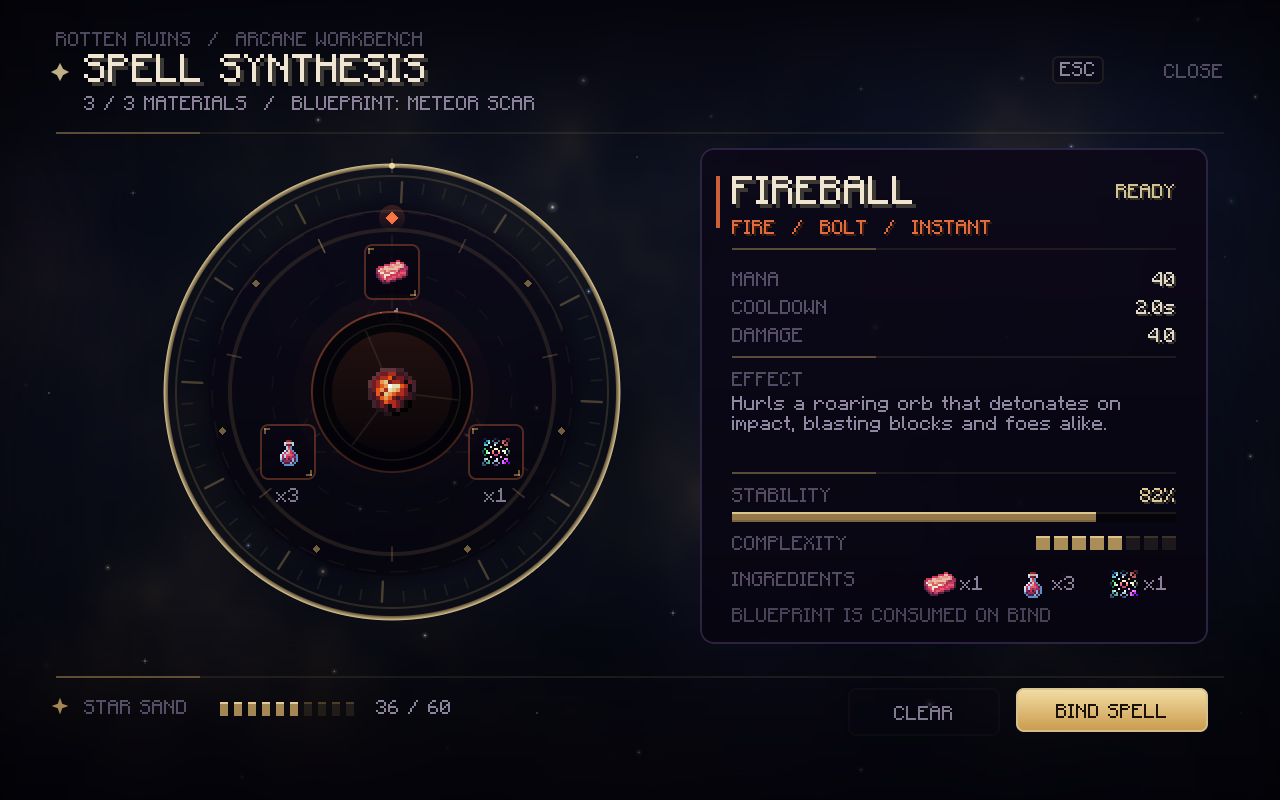 ROTTEN RUINS / ARCANE WORKBENCH
SPELL SYNTHESIS
3 / 3 MATERIALS / BLUEPRINT: METEOR SCAR
ESC CLOSE
x3
x1
FIREBALL
READY
FIRE / BOLT / INSTANT
MANA 40
COOLDOWN 2.0s
DAMAGE 4.0
EFFECT
Hurls a roaring orb that detonates on
impact, blasting blocks and foes alike.
STABILITY 82%
COMPLEXITY
INGREDIENTS x1 x3 x1
BLUEPRINT IS CONSUMED ON BIND
STAR SAND 36 / 60
CLEAR
BIND SPELL